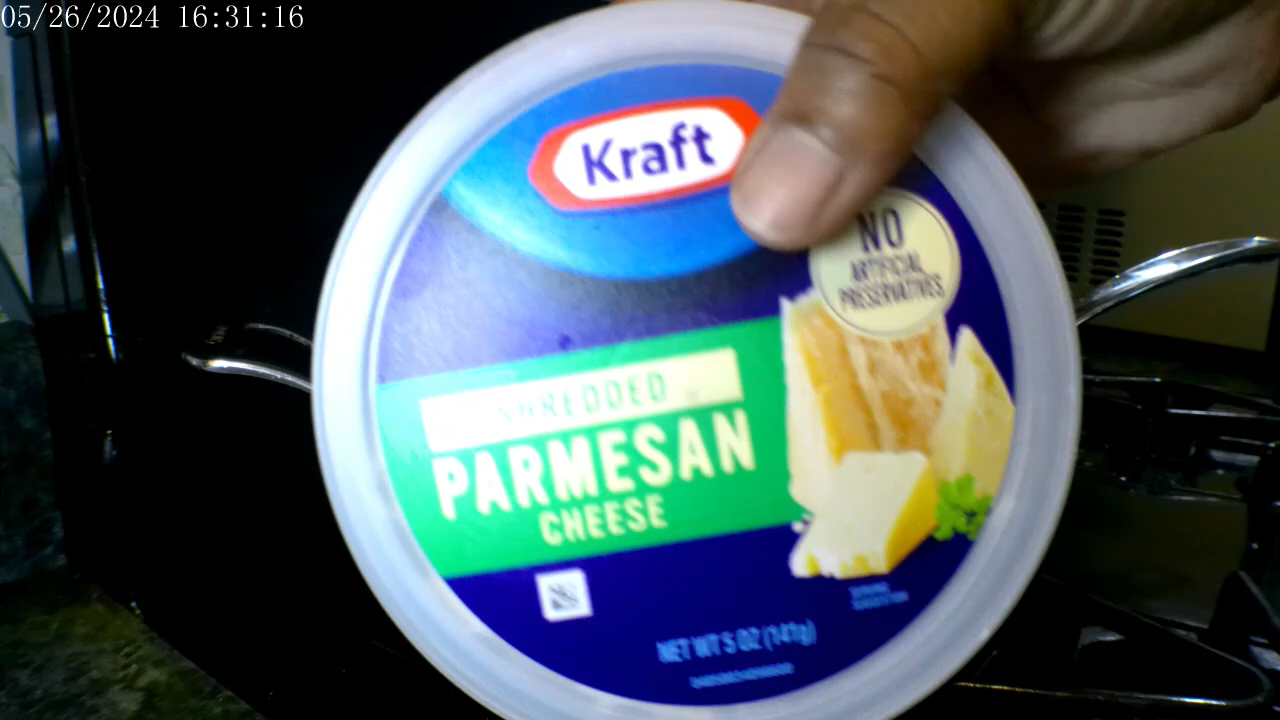 05/26/2024 16:31:16
Kraft
NO
ARTIFICIAL
PRESERVATIVES
SHREDDED
PARMESAN
CHEESE
NET WT 5 OZ (141g)